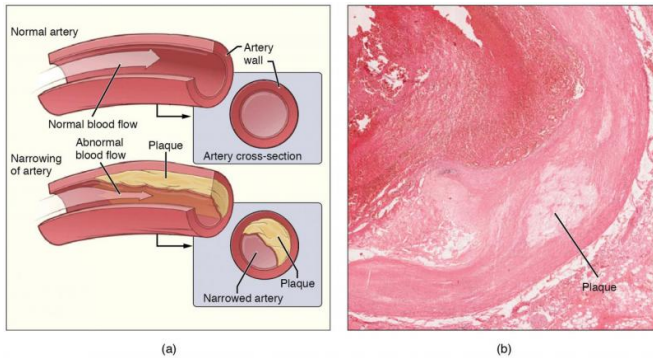 Normal artery
Artery
wall
Normal blood flow
Artery cross-section
Abnormal
blood flow
Plaque
Narrowing
of artery
Plaque
Narrowed artery
(a)
Plaque
(b)